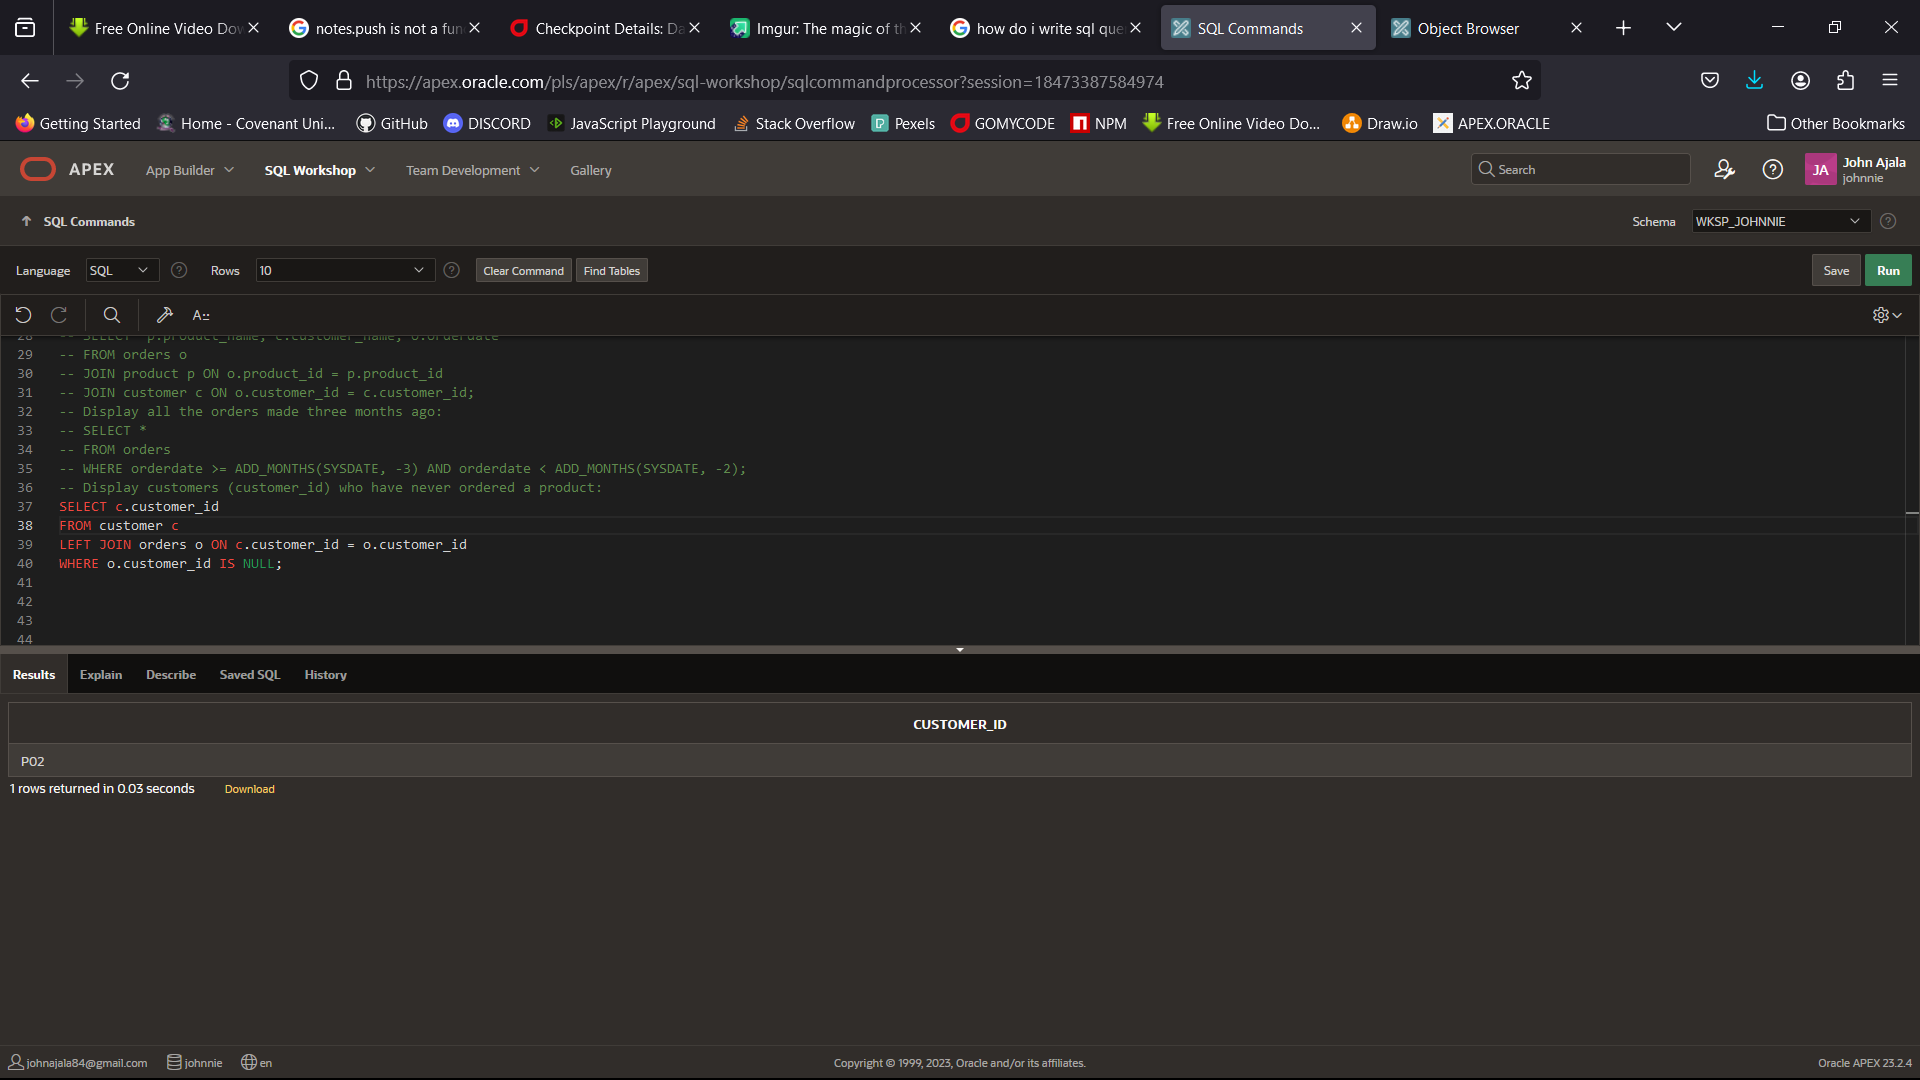 Free Online Video Dov
notes.push is not a fun
Checkpoint Details: Da
Imgur: The magic of th
how do i write sql que
SQL Commands
Object Browser
https://apex.oracle.com/pls/apex/r/apex/sql-workshop/sqlcommandprocessor?session=18473387584974
Getting Started
Home - Covenant Uni...
GitHub
DISCORD
JavaScript Playground
Stack Overflow
Pexels
GOMYCODE
NPM
Free Online Video Do...
Draw.io
APEX.ORACLE
Other Bookmarks
APEX
App Builder
SQL Workshop
Team Development
Gallery
Search
JA
John Ajala
johnnie
SQL Commands
Schema
WKSP_JOHNNIE
Language
SQL
Rows
10
Clear Command
Find Tables
Save
Run
A::
28 -- SELECT p.product_name, c.customer_name, o.orderdate
29 -- FROM orders o
30 -- JOIN product p ON o.product_id = p.product_id
31 -- JOIN customer c ON o.customer_id = c.customer_id;
32 -- Display all the orders made three months ago:
33 -- SELECT *
34 -- FROM orders
35 -- WHERE orderdate >= ADD_MONTHS(SYSDATE, -3) AND orderdate < ADD_MONTHS(SYSDATE, -2);
36 -- Display customers (customer_id) who have never ordered a product:
37 SELECT c.customer_id
38 FROM customer c
39 LEFT JOIN orders o ON c.customer_id = o.customer_id
40 WHERE o.customer_id IS NULL;
41
42
43
44
Results
Explain
Describe
Saved SQL
History
CUSTOMER_ID
P02
1 rows returned in 0.03 seconds
Download
johnajala84@gmail.com
johnnie
en
Copyright © 1999, 2023, Oracle and/or its affiliates.
Oracle APEX 23.2.4